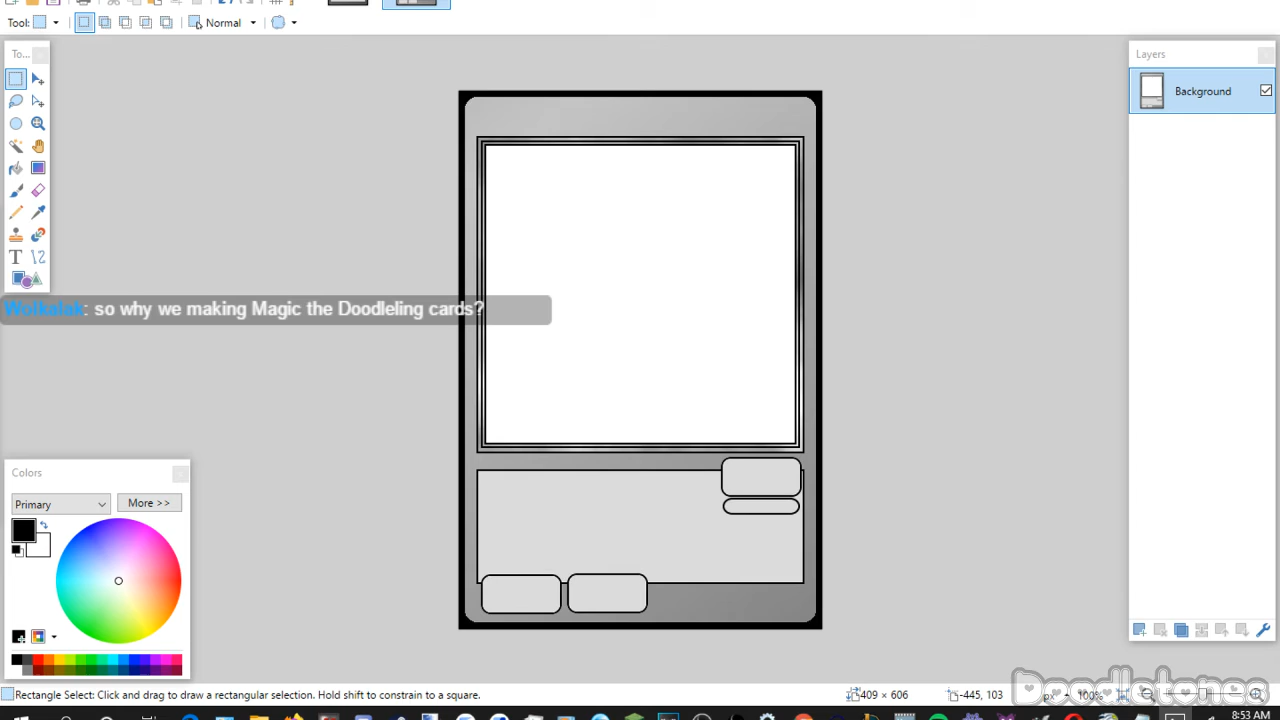 Tool:
Normal
To...
Layers
Background
Wolkalak: so why we making Magic the Doodleling cards?
Colors
Primary
More >>
Rectangle Select: Click and drag to draw a rectangular selection. Hold shift to constrain to a square.
409 × 606
-445, 103
px
100%
Doodletones
8:53 AM